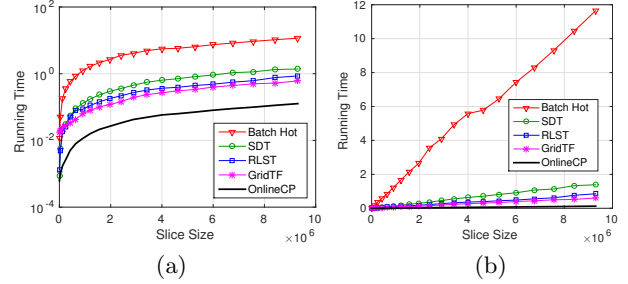 10^2
10^0
10^-2
10^-4
Running Time
Batch Hot
SDT
RLST
GridTF
OnlineCP
0 2 4 6 8 10
Slice Size
×10^6
(a)
12
10
8
6
4
2
0
Running Time
Batch Hot
SDT
RLST
GridTF
OnlineCP
0 2 4 6 8 10
Slice Size
×10^6
(b)